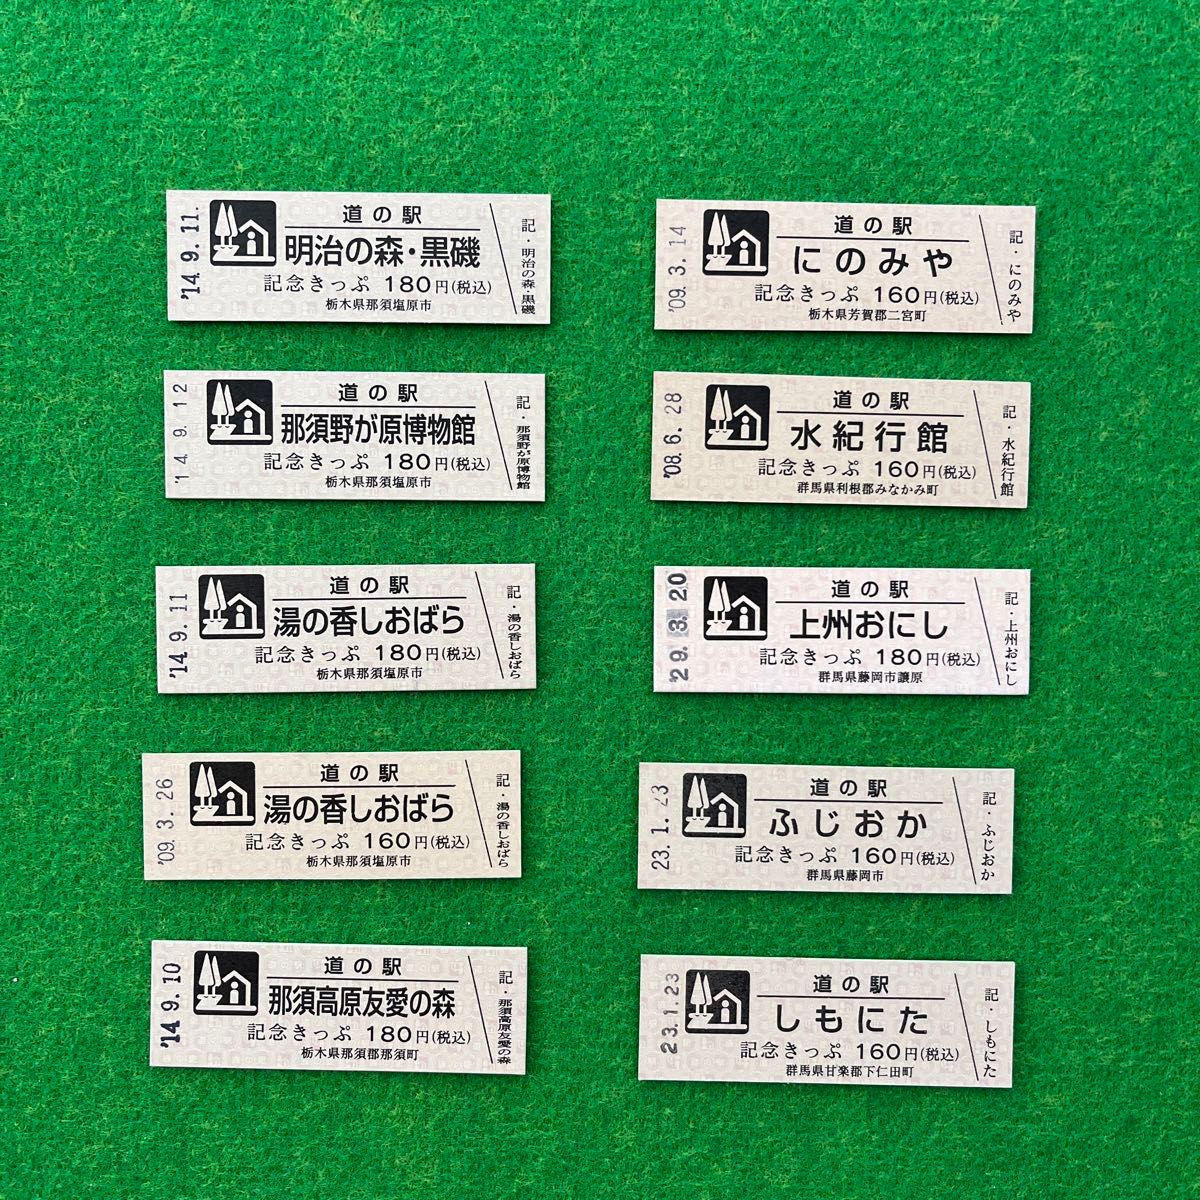 '14.9.11.
道の駅
明治の森・黒磯
記念きっぷ 180円(税込)
栃木県那須塩原市
記・明治の森・黒磯
'14.9.12
道の駅
那須野が原博物館
記念きっぷ 180円(税込)
栃木県那須塩原市
記・那須野が原博物館
'14.9.11
道の駅
湯の香しおばら
記念きっぷ 180円(税込)
栃木県那須塩原市
記・湯の香しおばら
'09.3.26
道の駅
湯の香しおばら
記念きっぷ 160円(税込)
栃木県那須塩原市
記・湯の香しおばら
'14.9.10
道の駅
那須高原友愛の森
記念きっぷ 180円(税込)
栃木県那須郡那須町
記・那須高原友愛の森
'09.3.14
道の駅
にのみや
記念きっぷ 160円(税込)
栃木県芳賀郡二宮町
記・にのみや
'08.6.28
道の駅
水紀行館
記念きっぷ 160円(税込)
群馬県利根郡みなかみ町
記・水紀行館
'29.3.20
道の駅
上州おにし
記念きっぷ 180円(税込)
群馬県藤岡市譲原
記・上州おにし
23.1.23
道の駅
ふじおか
記念きっぷ 160円(税込)
群馬県藤岡市
記・ふじおか
23.1.23
道の駅
しもにた
記念きっぷ 160円(税込)
群馬県甘楽郡下仁田町
記・しもにた